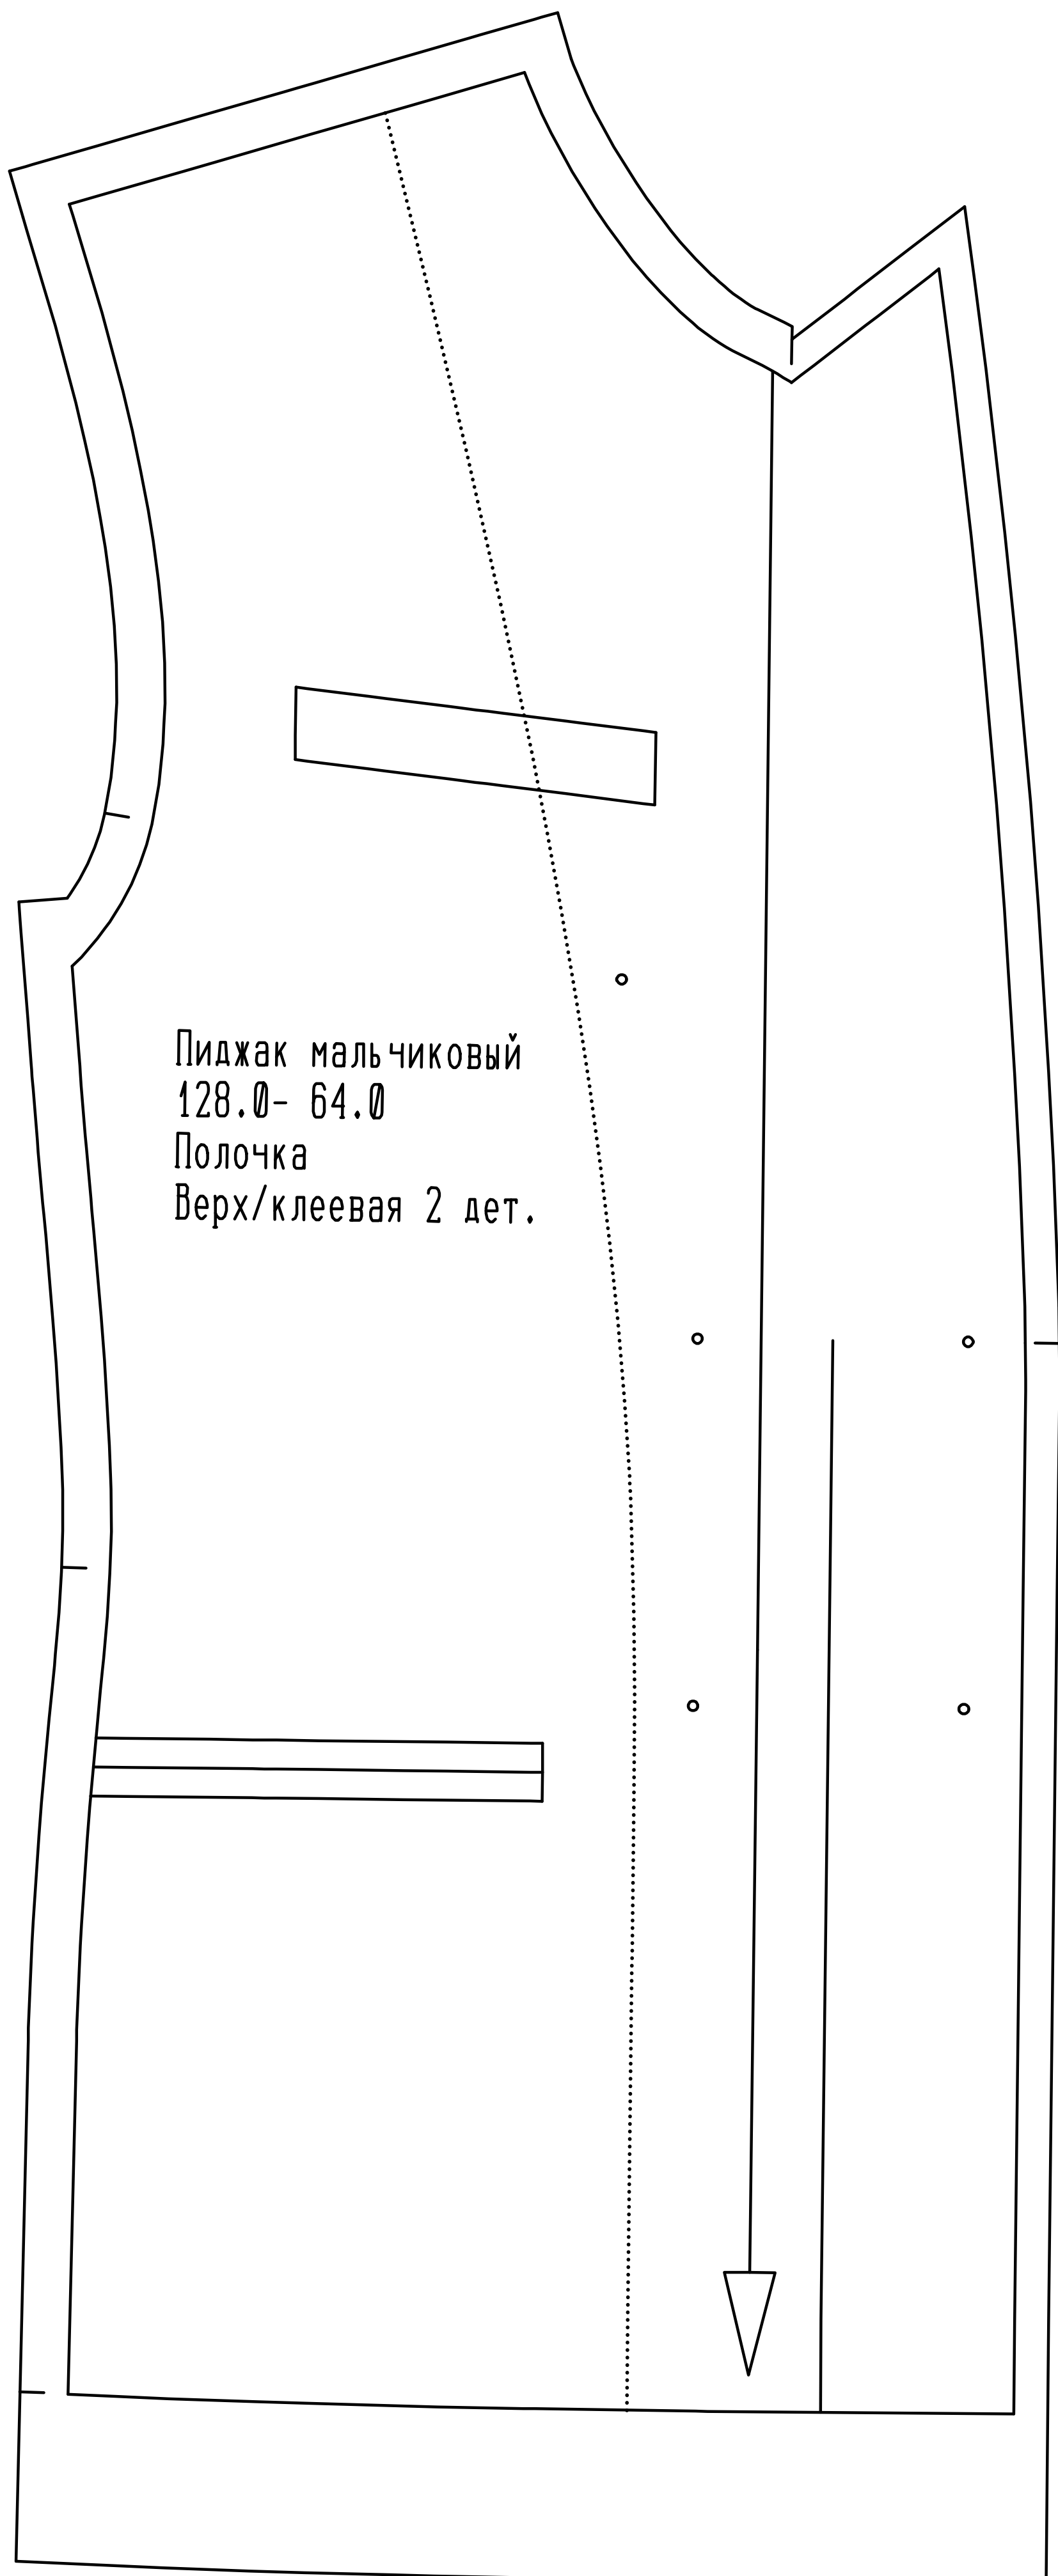 Пиджак мальчиковый
128.0- 64.0
Полочка
Верх/клеевая 2 дет.